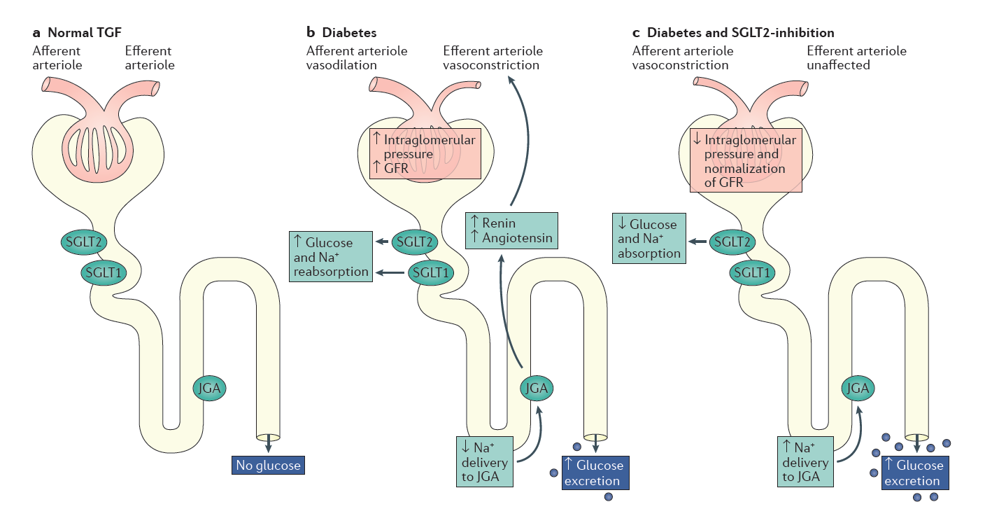 a Normal TGF
Afferent
arteriole
Efferent
arteriole
SGLT2
SGLT1
JGA
No glucose
b Diabetes
Afferent arteriole
vasodilation
Efferent arteriole
vasoconstriction
↑ Intraglomerular
pressure
↑ GFR
↑ Renin
↑ Angiotensin
↑ Glucose
and Na⁺
reabsorption
SGLT2
SGLT1
JGA
↓ Na⁺
delivery
to JGA
↑ Glucose
excretion
c Diabetes and SGLT2-inhibition
Afferent arteriole
vasoconstriction
Efferent arteriole
unaffected
↓ Intraglomerular
pressure and
normalization
of GFR
↓ Glucose
and Na⁺
absorption
SGLT2
SGLT1
JGA
↑ Na⁺
delivery
to JGA
↑ Glucose
excretion